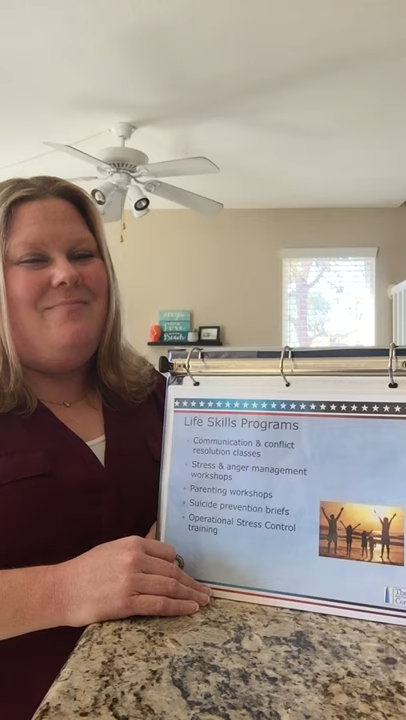 Life Skills Programs
- Communication & conflict
resolution classes
- Stress & anger management
workshops
- Parenting workshops
- Suicide prevention briefs
- Operational Stress Control
training